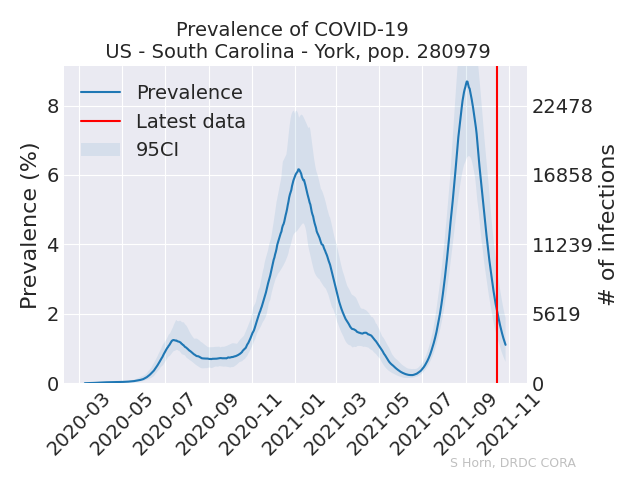 Prevalence of COVID-19
US - South Carolina - York, pop. 280979
Prevalence
Latest data
95CI
Prevalence (%)
8
6
4
2
0
# of infections
22478
16858
11239
5619
0
2020-03
2020-05
2020-07
2020-09
2020-11
2021-01
2021-03
2021-05
2021-07
2021-09
2021-11
S Horn, DRDC CORA